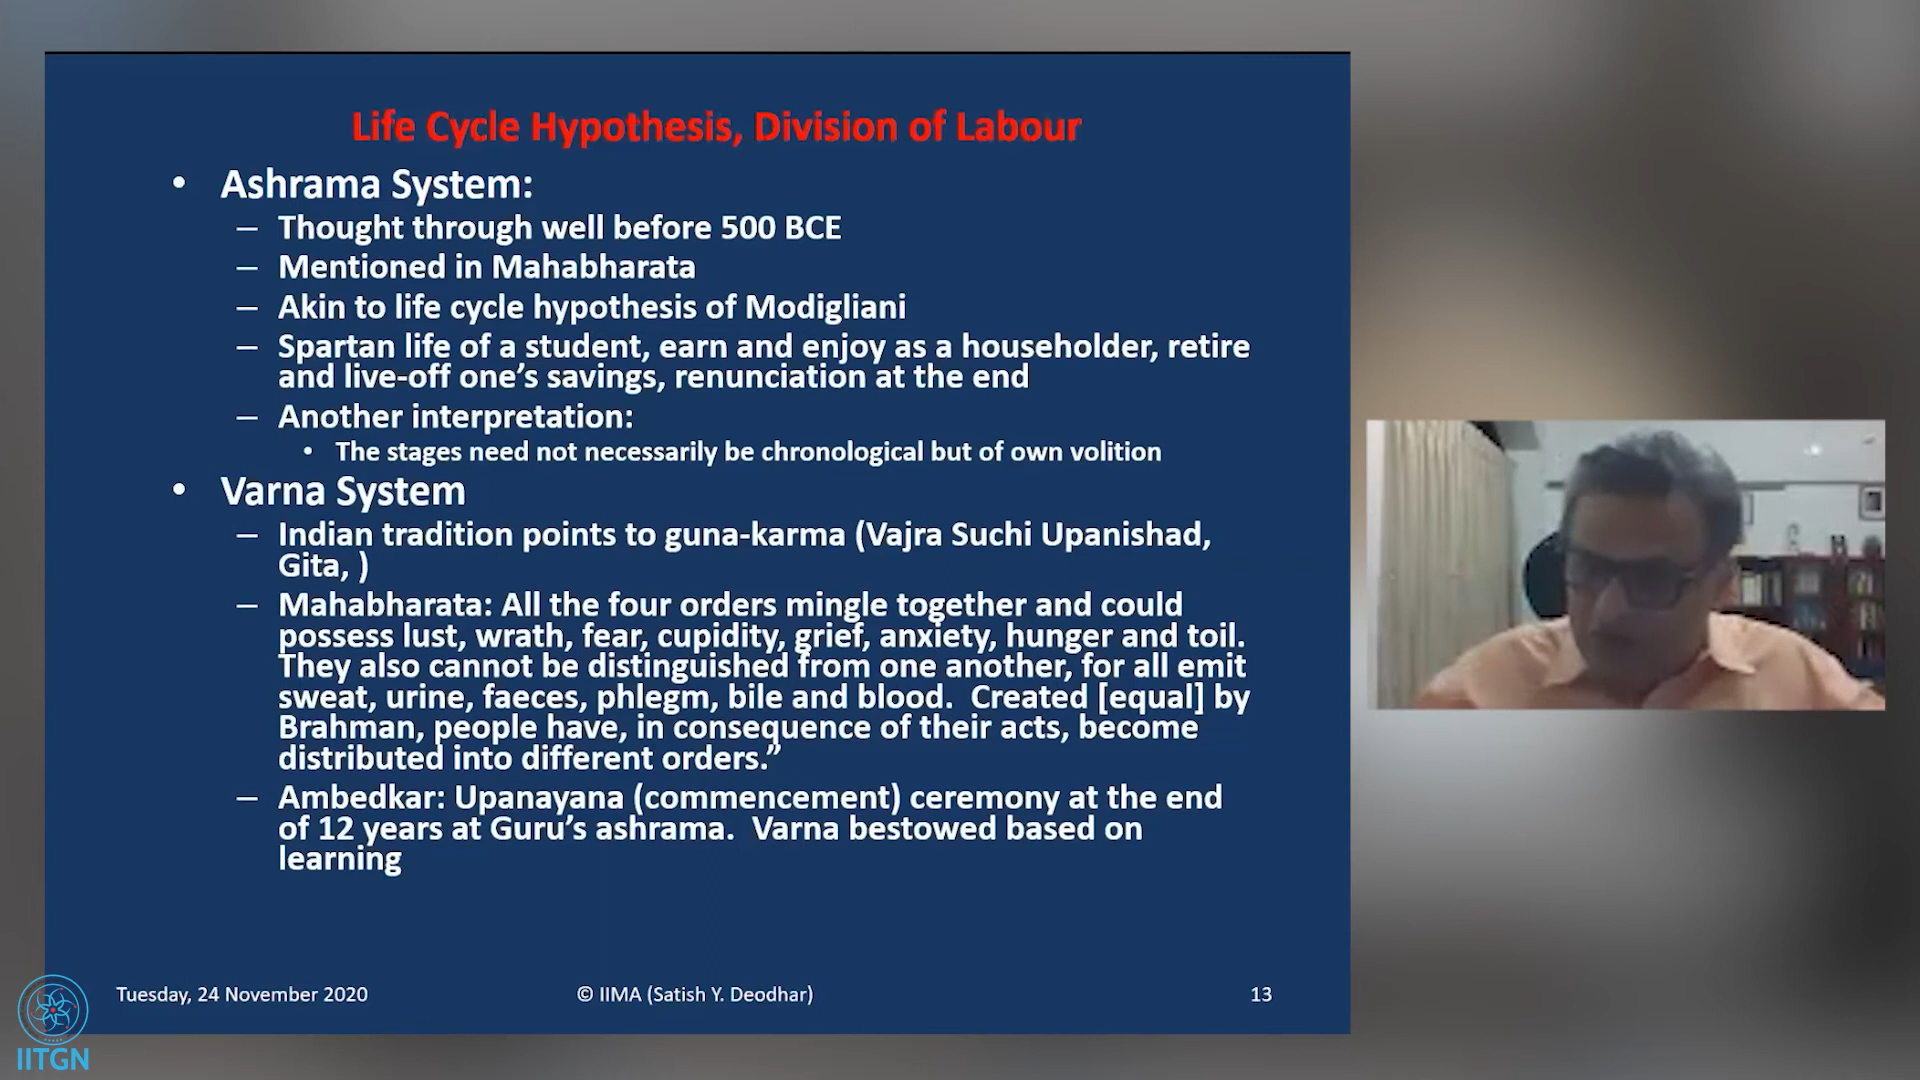 Life Cycle Hypothesis, Division of Labour
• Ashrama System:
– Thought through well before 500 BCE
– Mentioned in Mahabharata
– Akin to life cycle hypothesis of Modigliani
– Spartan life of a student, earn and enjoy as a householder, retire
and live-off one’s savings, renunciation at the end
– Another interpretation:
• The stages need not necessarily be chronological but of own volition
• Varna System
– Indian tradition points to guna-karma (Vajra Suchi Upanishad,
Gita, )
– Mahabharata: All the four orders mingle together and could
possess lust, wrath, fear, cupidity, grief, anxiety, hunger and toil.
They also cannot be distinguished from one another, for all emit
sweat, urine, faeces, phlegm, bile and blood.  Created [equal] by
Brahman, people have, in consequence of their acts, become
distributed into different orders.”
– Ambedkar: Upanayana (commencement) ceremony at the end
of 12 years at Guru’s ashrama.  Varna bestowed based on
learning
Tuesday, 24 November 2020
© IIMA (Satish Y. Deodhar)
13
IITGN